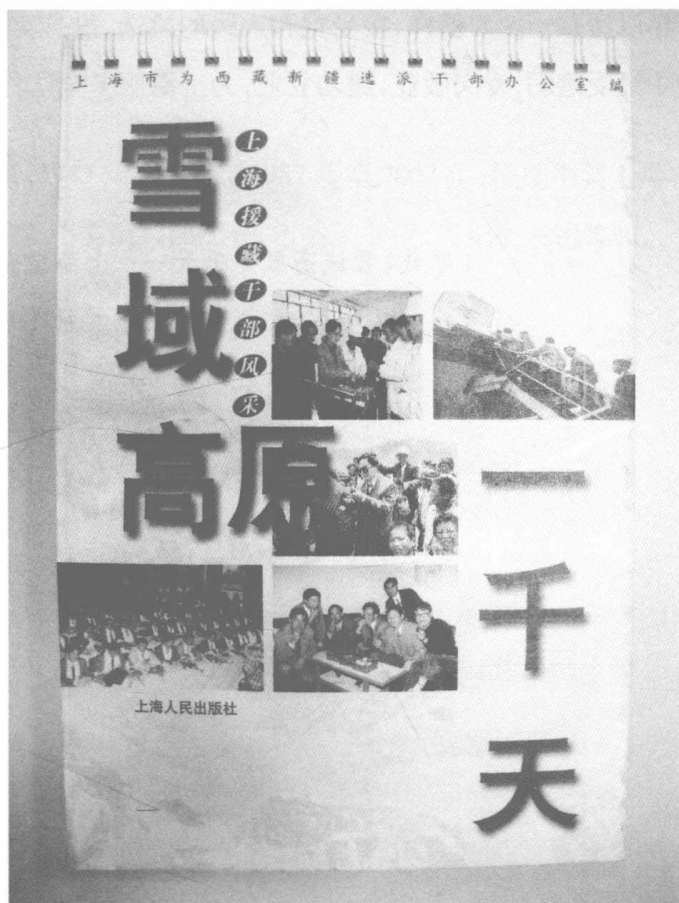 上海市为西藏新疆选派干部办公室编
雪域高原
上海援藏干部风采
一千天
上海人民出版社